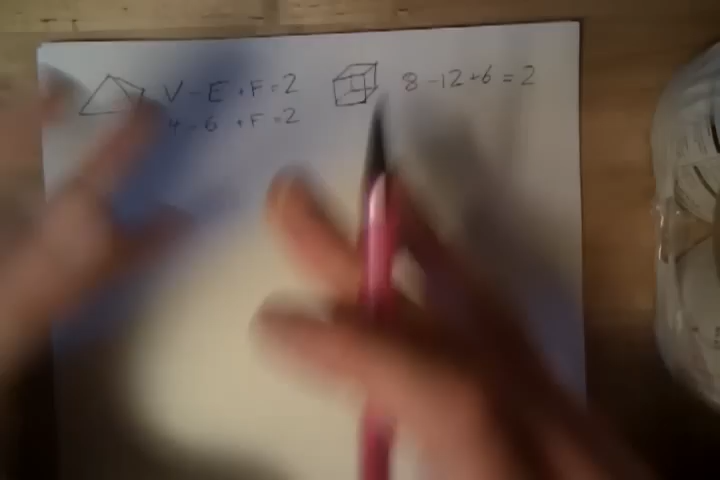 V - E + F = 2
8 - 12 + 6 = 2
4 - 6 + F = 2